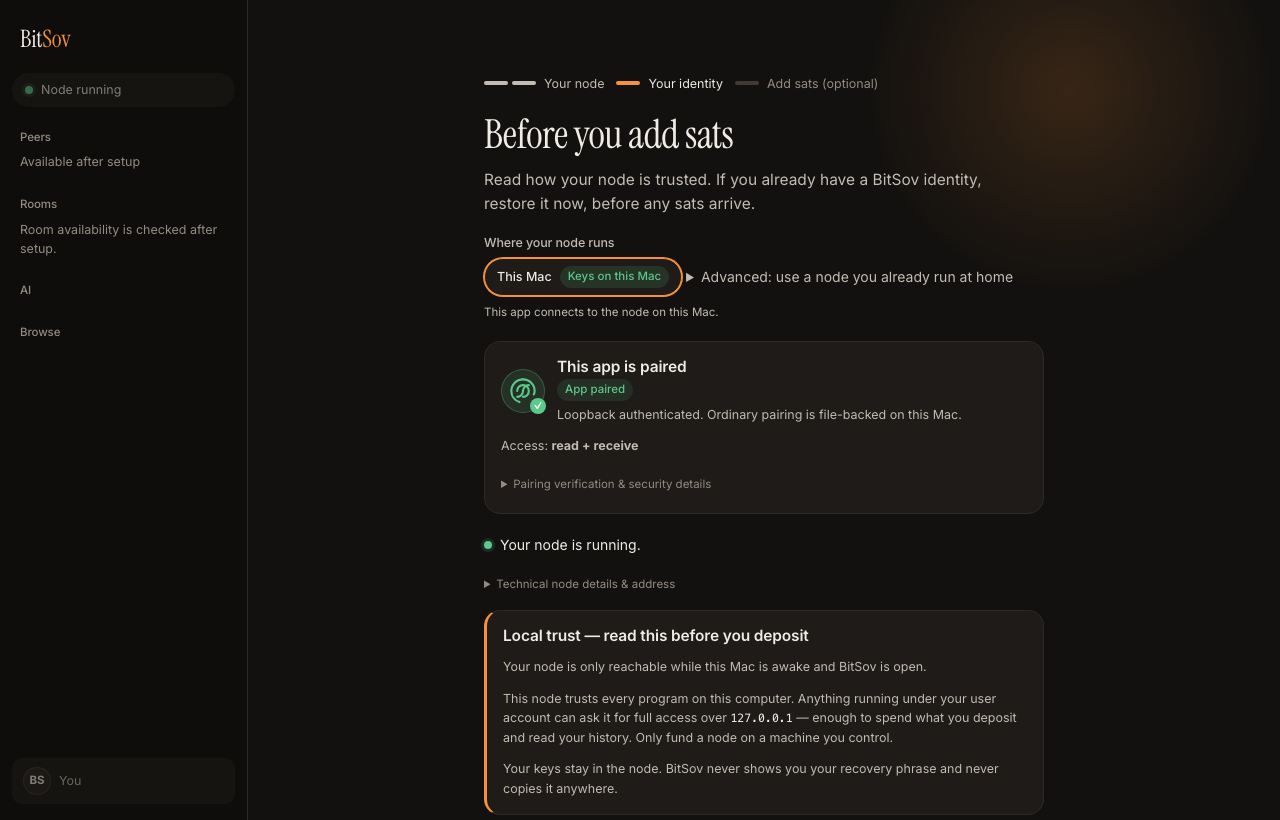 BitSov
Node running
Peers
Available after setup
Rooms
Room availability is checked after
setup.
AI
Browse
BS You
Your node Your identity Add sats (optional)
Before you add sats
Read how your node is trusted. If you already have a BitSov identity,
restore it now, before any sats arrive.
Where your node runs
This Mac Keys on this Mac Advanced: use a node you already run at home
This app connects to the node on this Mac.
This app is paired
App paired
Loopback authenticated. Ordinary pairing is file-backed on this Mac.
Access: read + receive
Pairing verification & security details
Your node is running.
Technical node details & address
Local trust — read this before you deposit
Your node is only reachable while this Mac is awake and BitSov is open.
This node trusts every program on this computer. Anything running under your user
account can ask it for full access over 127.0.0.1 — enough to spend what you deposit
and read your history. Only fund a node on a machine you control.
Your keys stay in the node. BitSov never shows you your recovery phrase and never
copies it anywhere.